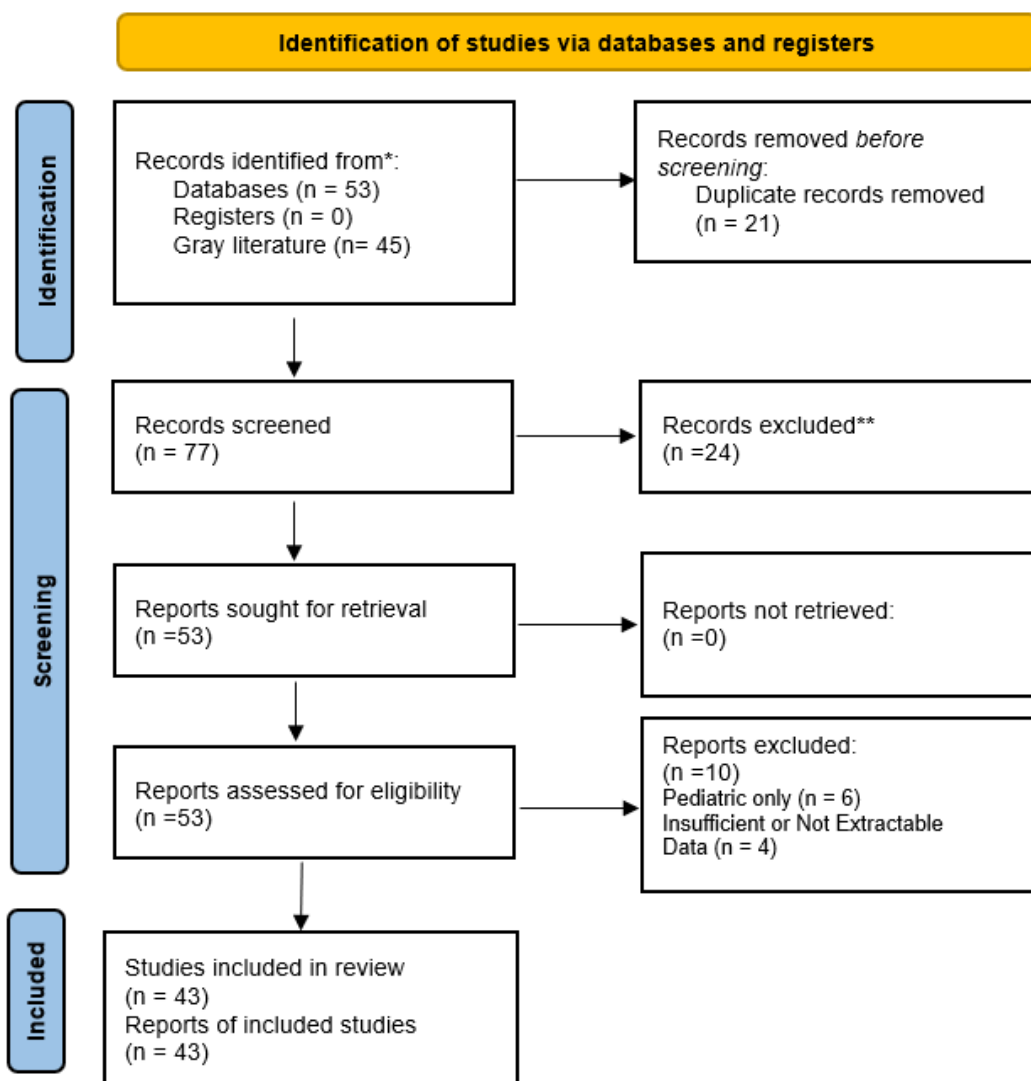 Identification of studies via databases and registers
Identification
Records identified from*:
Databases (n = 53)
Registers (n = 0)
Gray literature (n= 45)
Records removed before
screening:
Duplicate records removed
(n = 21)
Screening
Records screened
(n = 77)
Records excluded**
(n =24)
Reports sought for retrieval
(n =53)
Reports not retrieved:
(n =0)
Reports assessed for eligibility
(n =53)
Reports excluded:
(n =10)
Pediatric only (n = 6)
Insufficient or Not Extractable
Data (n = 4)
Included
Studies included in review
(n = 43)
Reports of included studies
(n = 43)